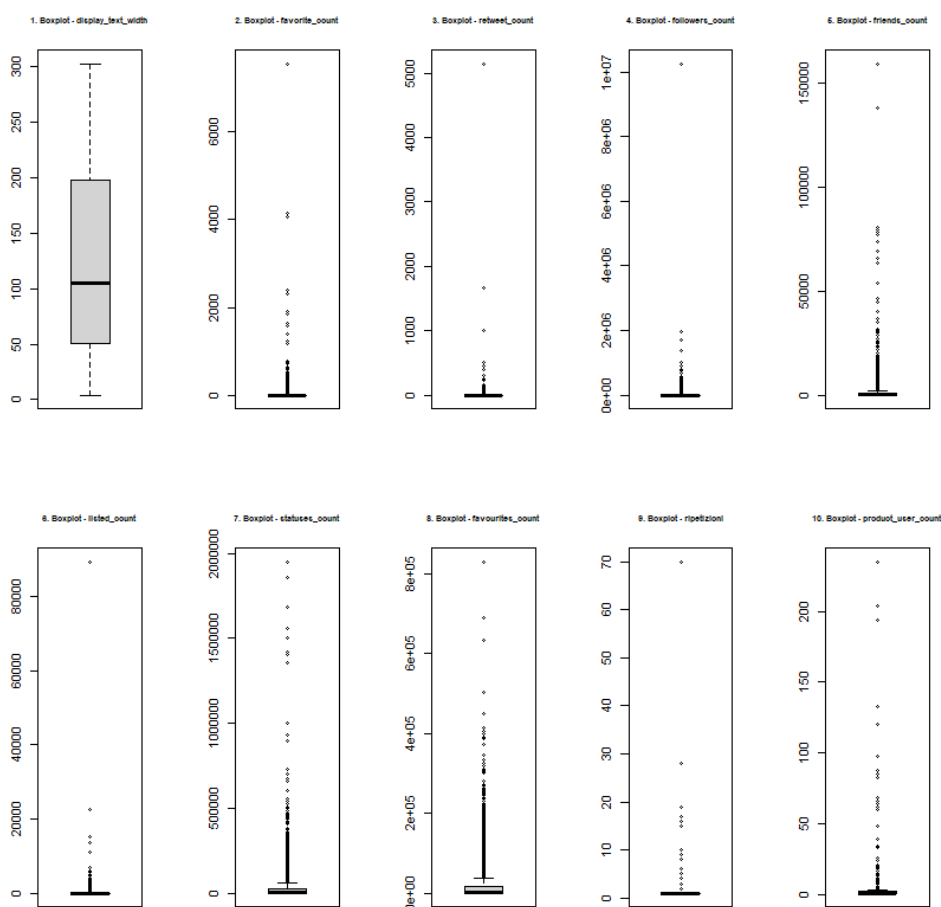 1. Boxplot - display_text_width
2. Boxplot - favorite_count
3. Boxplot - retweet_count
4. Boxplot - followers_count
5. Boxplot - friends_count
300
250
200
150
100
50
0
6000
4000
2000
0
5000
4000
3000
2000
1000
0
1e+07
8e+06
6e+06
4e+06
2e+06
0e+00
150000
100000
50000
0
6. Boxplot - listed_count
7. Boxplot - statuses_count
8. Boxplot - favourites_count
9. Boxplot - ripetizioni
10. Boxplot - product_user_count
80000
60000
40000
20000
0
2000000
1500000
1000000
500000
0
8e+05
6e+05
4e+05
2e+05
0e+00
70
60
50
40
30
20
10
0
200
150
100
50
0